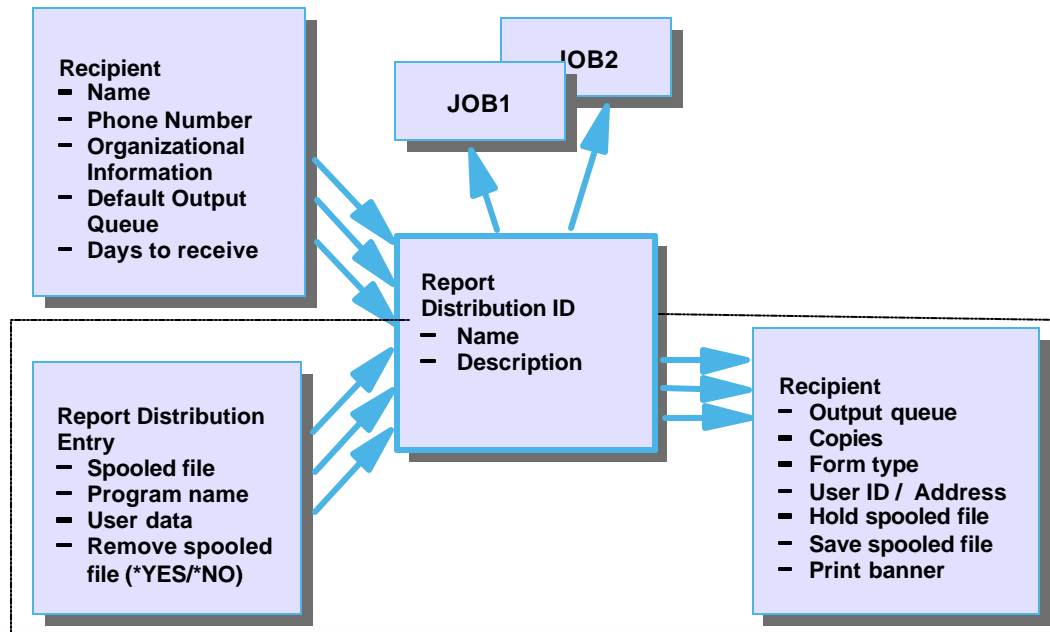 Recipient
– Name
– Phone Number
– Organizational
Information
– Default Output
Queue
– Days to receive
JOB2
JOB1
Report
Distribution ID
– Name
– Description
Report Distribution
Entry
– Spooled file
– Program name
– User data
– Remove spooled
file (*YES/*NO)
Recipient
– Output queue
– Copies
– Form type
– User ID / Address
– Hold spooled file
– Save spooled file
– Print banner